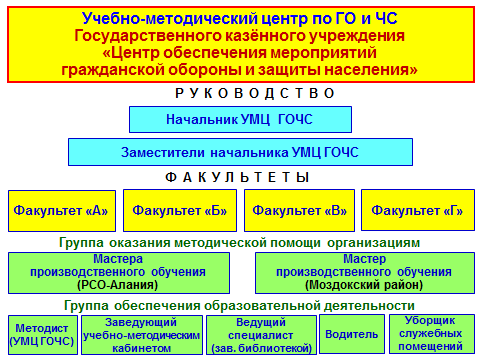 Учебно-методический центр по ГО и ЧС
Государственного казённого учреждения
«Центр обеспечения мероприятий
гражданской обороны и защиты населения»
РУКОВОДСТВО
Начальник УМЦ ГОЧС
Заместители начальника УМЦ ГОЧС
ФАКУЛЬТЕТЫ
Факультет «А»
Факультет «Б»
Факультет «В»
Факультет «Г»
Группа оказания методической помощи организациям
Мастера
производственного обучения
(РСО-Алания)
Мастер
производственного обучения
(Моздокский район)
Группа обеспечения образовательной деятельности
Методист
(УМЦ ГОЧС)
Заведующий
учебно-методическим
кабинетом
Ведущий
специалист
(зав. библиотекой)
Водитель
Уборщик
служебных
помещений